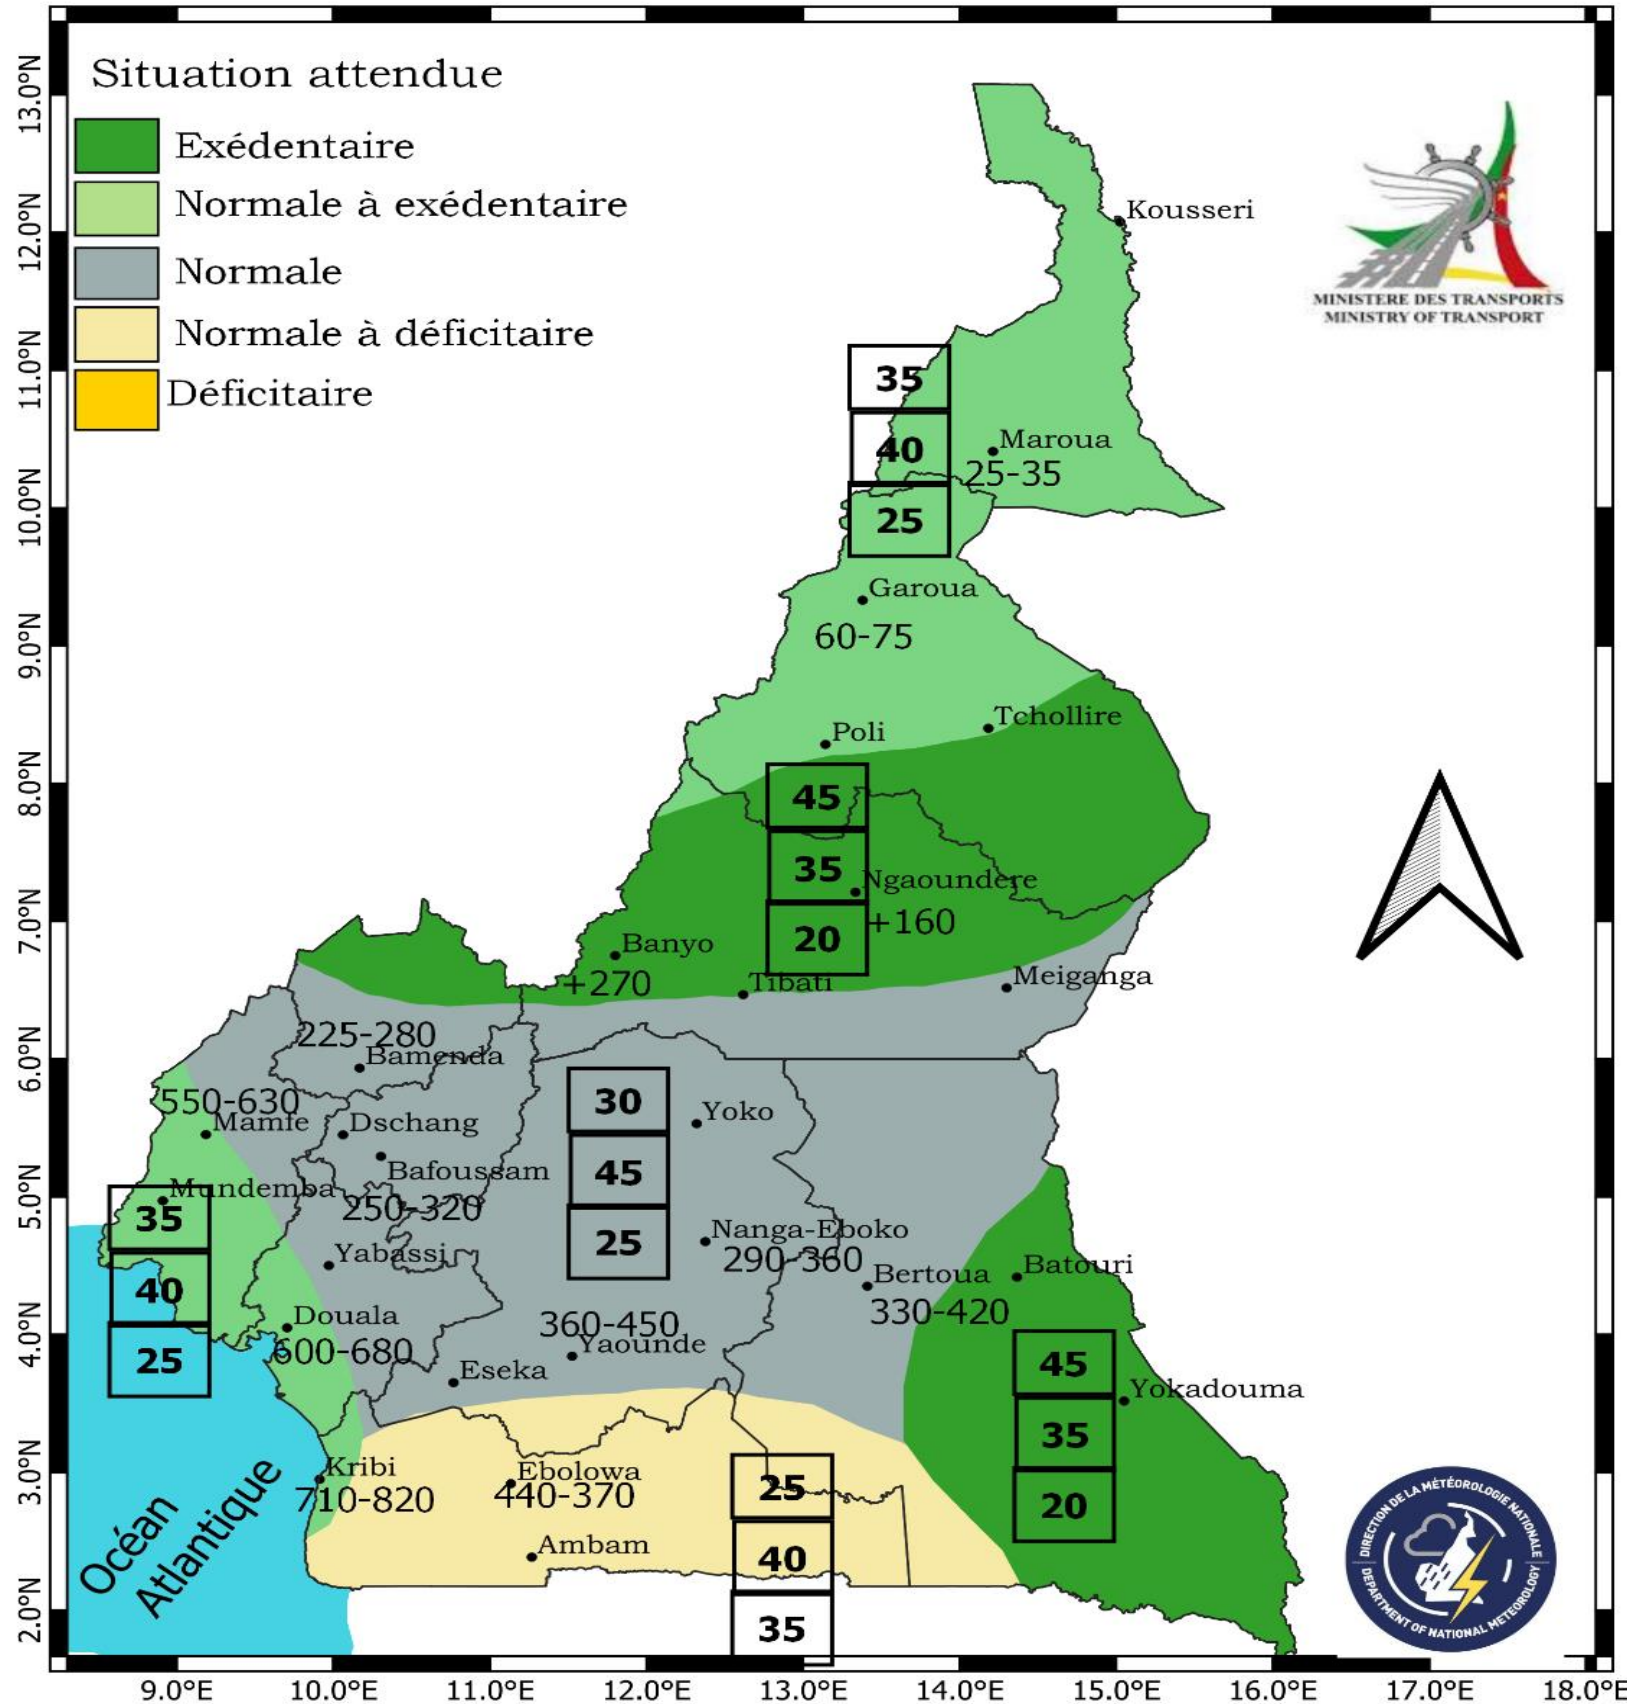 Situation attendue
Exédentaire
Normale à exédentaire
Normale
Normale à déficitaire
Déficitaire
13.0°N
12.0°N
11.0°N
10.0°N
9.0°N
8.0°N
7.0°N
6.0°N
5.0°N
4.0°N
3.0°N
2.0°N
MINISTERE DES TRANSPORTS
MINISTRY OF TRANSPORT
Kousseri
35
40
25
Maroua
25-35
Garoua
60-75
Poli
Tchollire
45
35
20
Ngaoundere
+160
Banyo
+270
Tibati
Meiganga
225-280
Bamenda
550-630
Mamfe
Dschang
Bafoussam
250-320
30
45
25
Yoko
Mundemba
35
40
25
Yabassi
Nanga-Eboko
290-360
Bertoua
330-420
Batouri
Douala
600-680
360-450
Yaounde
Eseka
45
35
20
Yokadouma
Kribi
710-820
Ebolowa
440-370
Ambam
25
40
35
Océan
Atlantique
DIRECTION DE LA MÉTÉOROLOGIE NATIONALE
DEPARTMENT OF NATIONAL METEOROLOGY
9.0°E 10.0°E 11.0°E 12.0°E 13.0°E 14.0°E 15.0°E 16.0°E 17.0°E 18.0°E